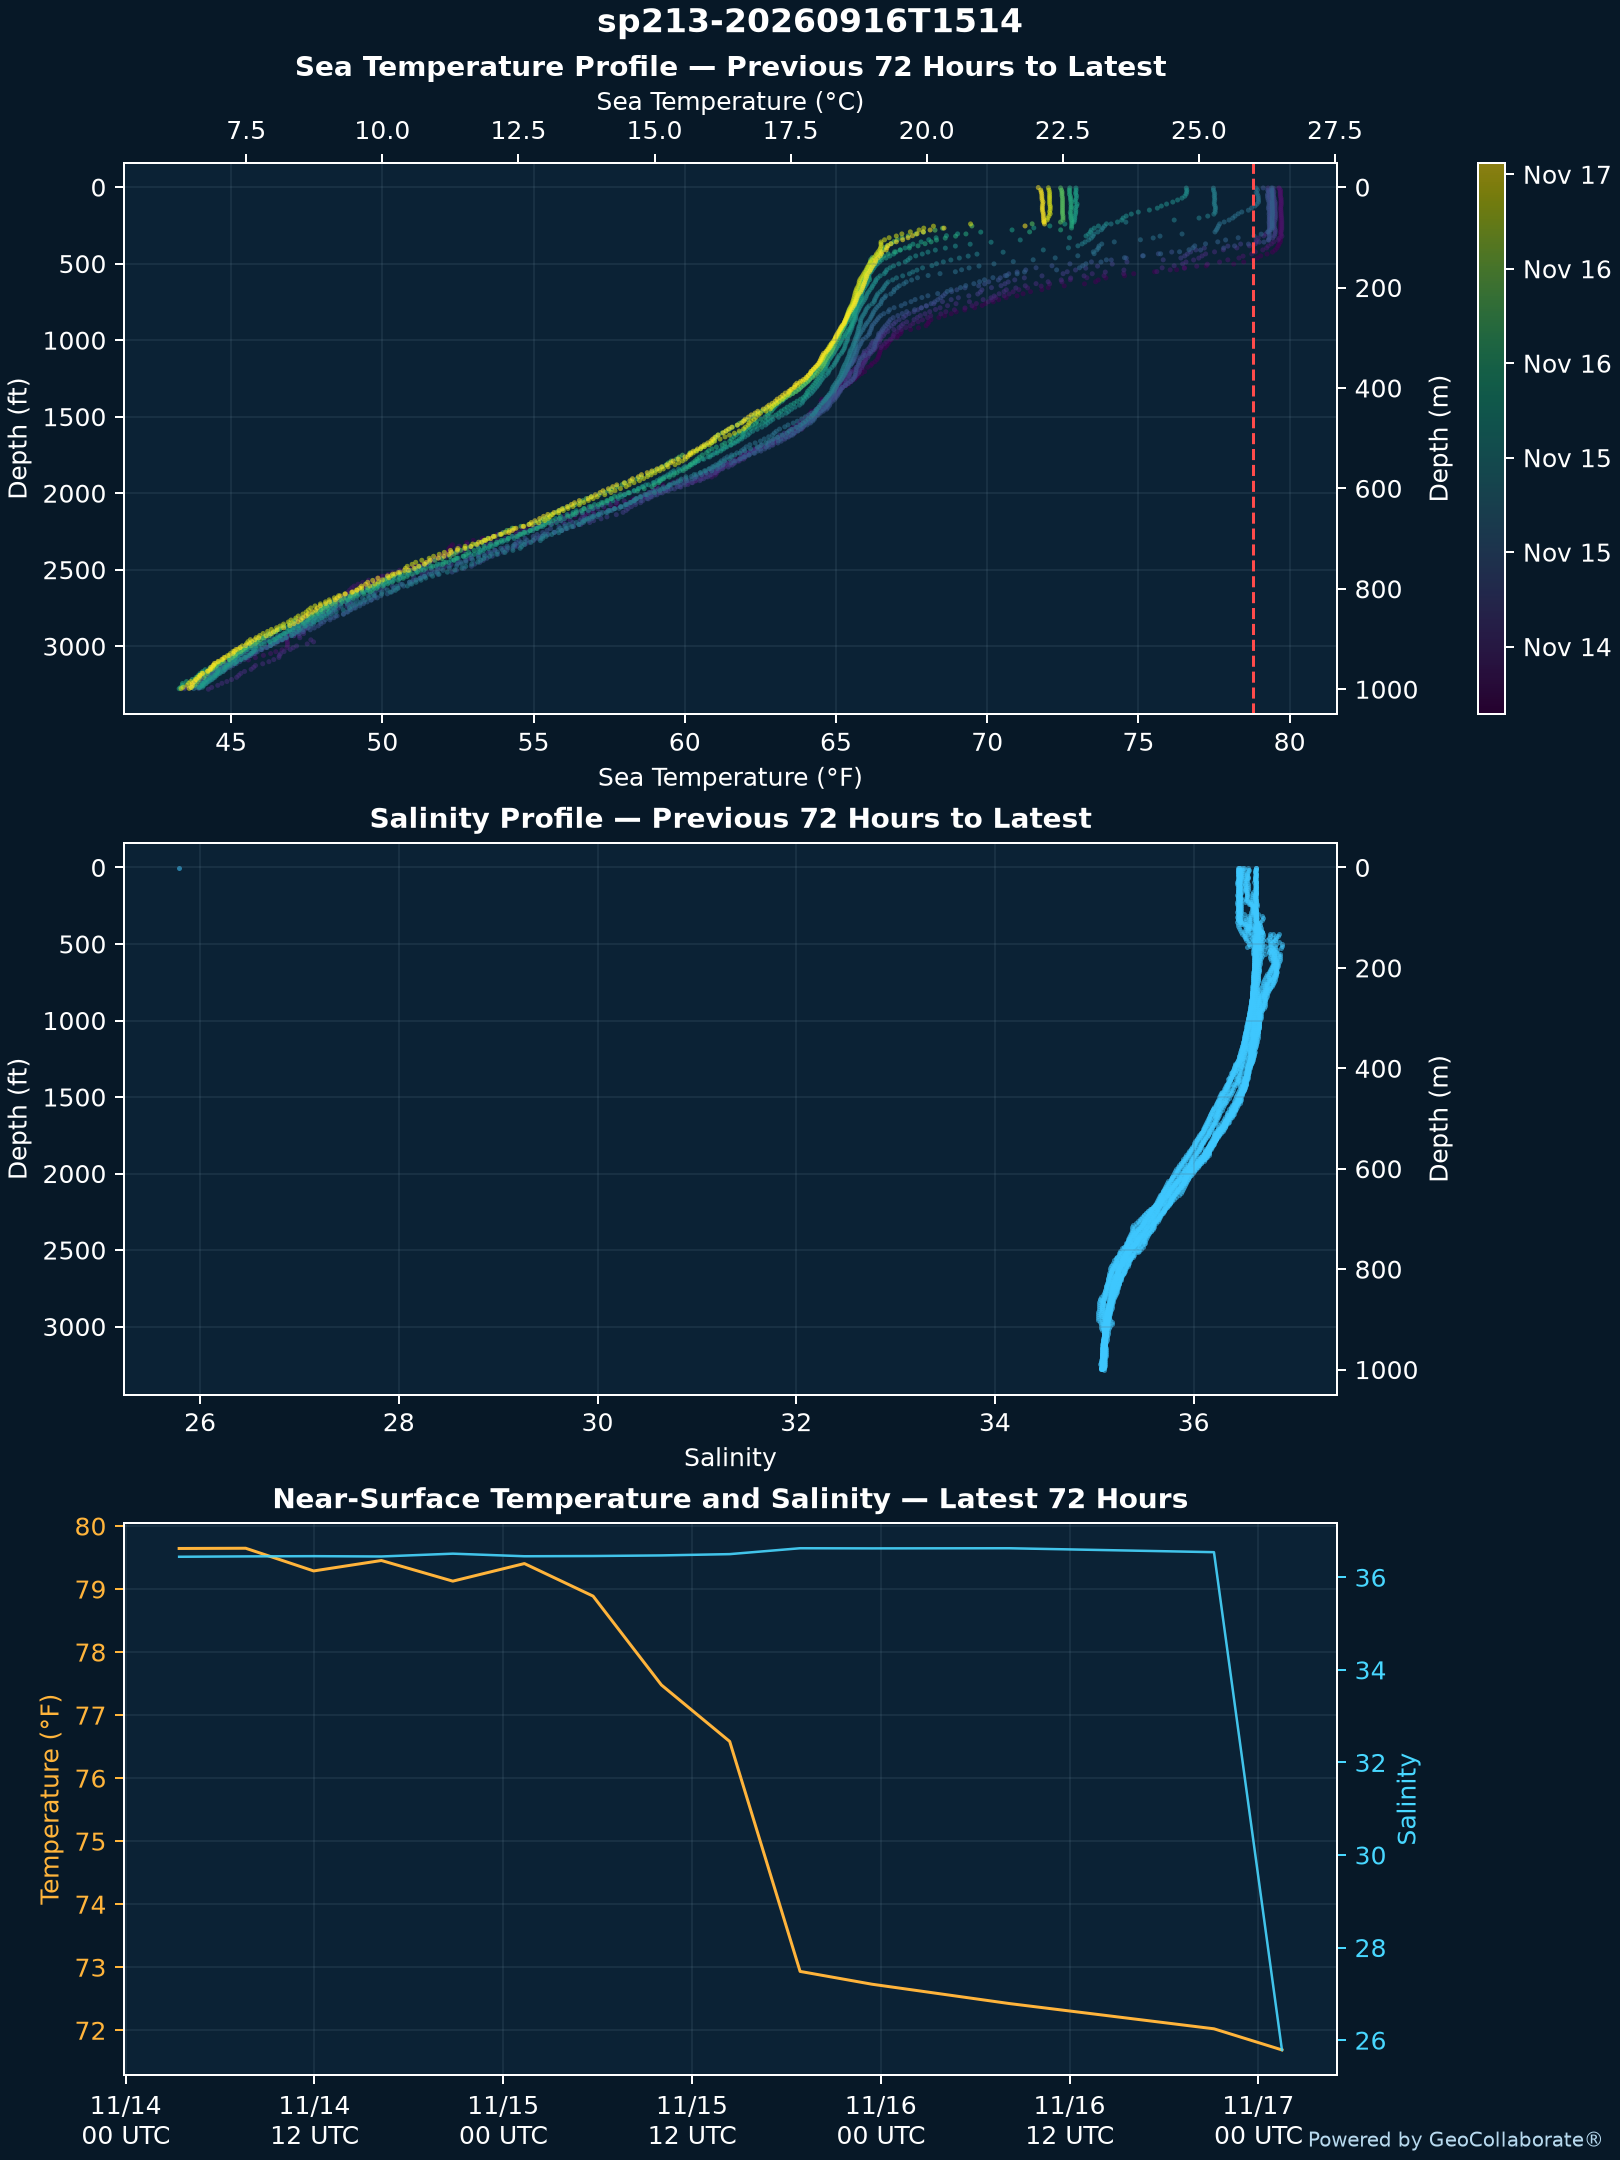 sp213-20260916T1514
Sea Temperature Profile — Previous 72 Hours to Latest
Sea Temperature (°C)
7.5 10.0 12.5 15.0 17.5 20.0 22.5 25.0 27.5
0
500
1000
1500
2000
2500
3000
Depth (ft)
0
200
400
600
800
1000
Depth (m)
Nov 17
Nov 16
Nov 16
Nov 15
Nov 15
Nov 14
45 50 55 60 65 70 75 80
Sea Temperature (°F)
Salinity Profile — Previous 72 Hours to Latest
0
500
1000
1500
2000
2500
3000
Depth (ft)
0
200
400
600
800
1000
Depth (m)
26 28 30 32 34 36
Salinity
Near-Surface Temperature and Salinity — Latest 72 Hours
80
79
78
77
76
75
74
73
72
Temperature (°F)
36
34
32
30
28
26
Salinity
11/14 11/14 11/15 11/15 11/16 11/16 11/17
00 UTC 12 UTC 00 UTC 12 UTC 00 UTC 12 UTC 00 UTC
Powered by GeoCollaborate®